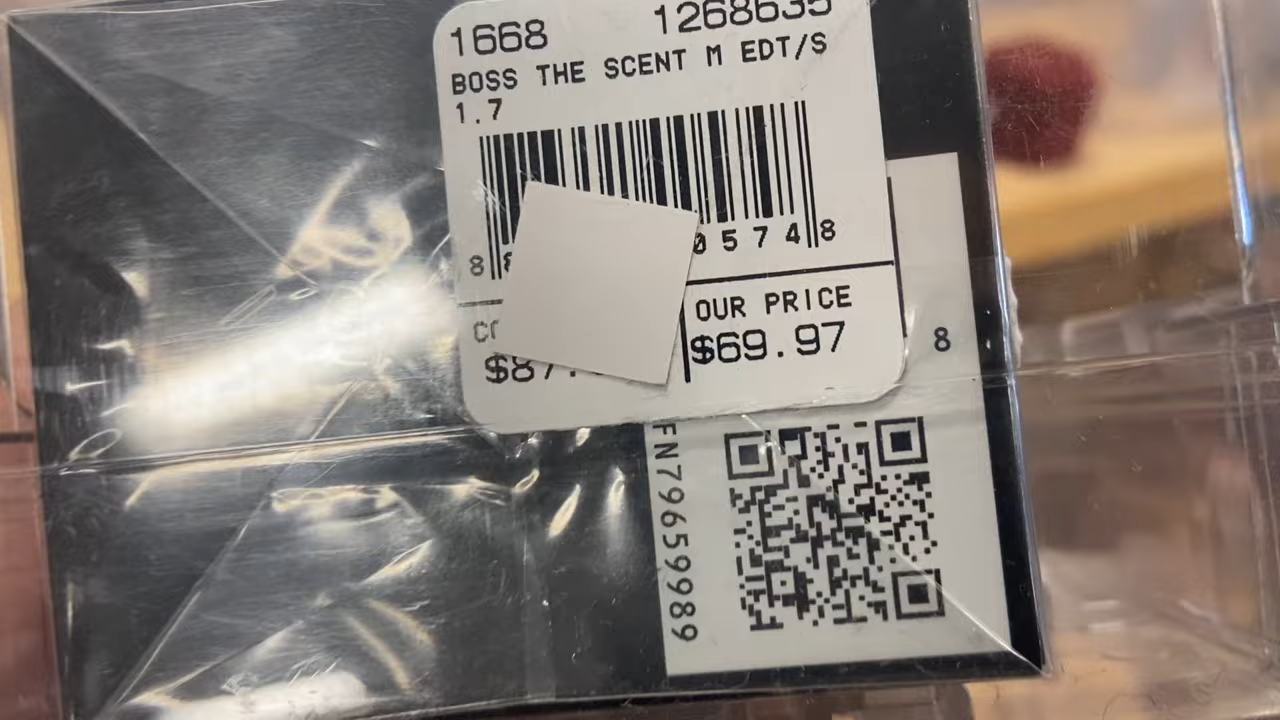 1668 1268635
BOSS THE SCENT M EDT/S
1.7
8 0574 8
OUR PRICE
$69.97
8
FN79659989